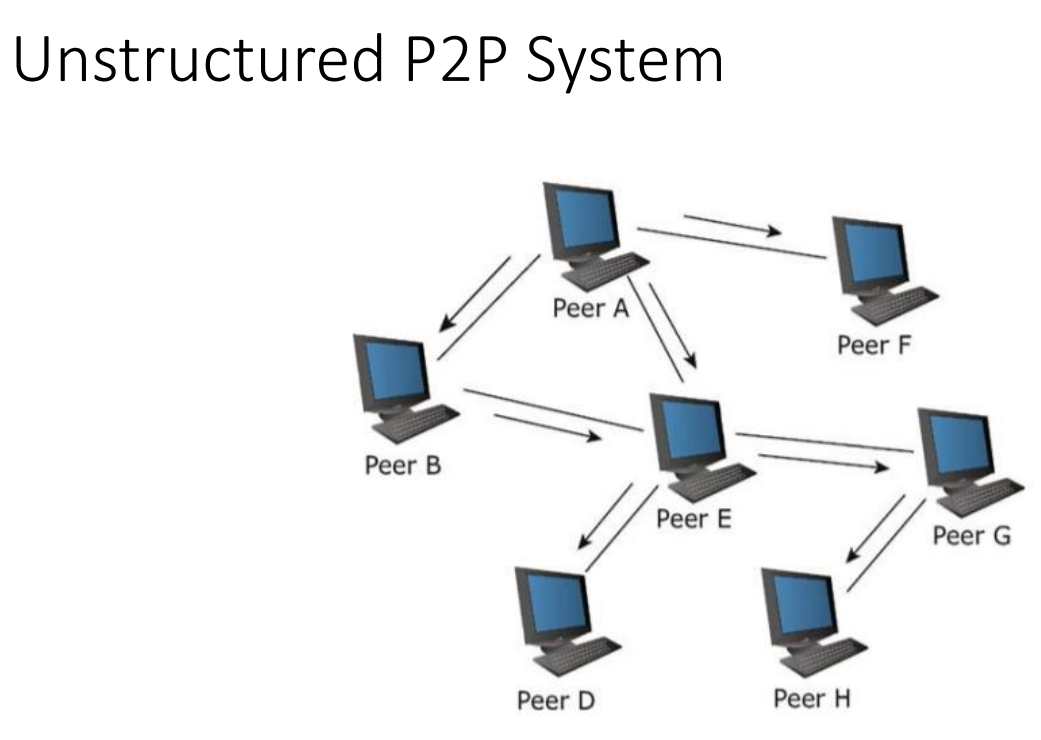 Unstructured P2P System
Peer A
Peer F
Peer B
Peer E
Peer G
Peer D
Peer H